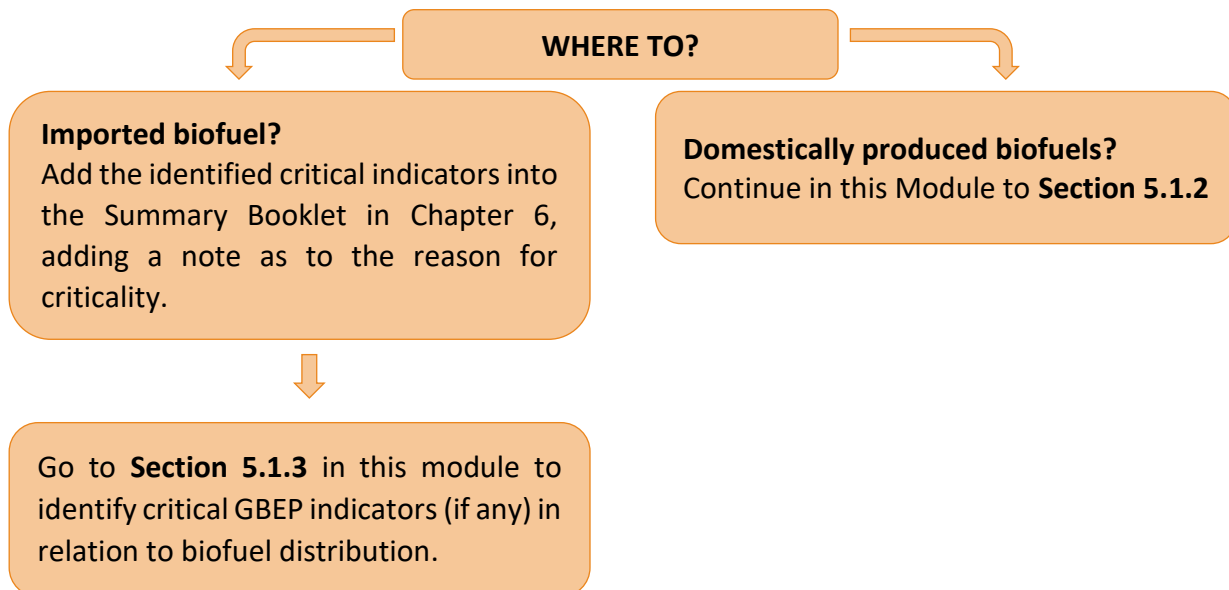 WHERE TO?
Imported biofuel?
Add the identified critical indicators into
the Summary Booklet in Chapter 6,
adding a note as to the reason for
criticality.
Domestically produced biofuels?
Continue in this Module to Section 5.1.2
Go to Section 5.1.3 in this module to
identify critical GBEP indicators (if any) in
relation to biofuel distribution.